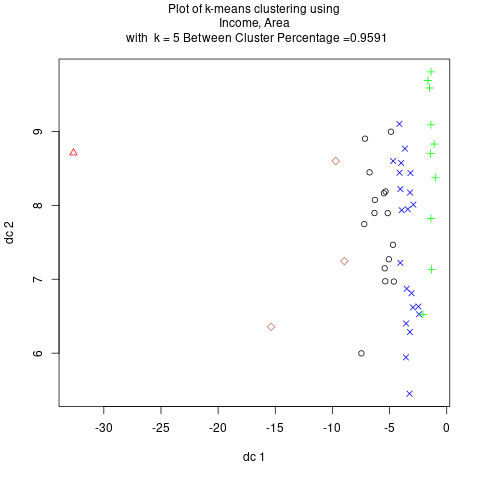 Plot of k-means clustering using
Income, Area
with k = 5 Between Cluster Percentage =0.9591
dc 2
9
8
7
6
-30
-25
-20
-15
-10
-5
0
dc 1